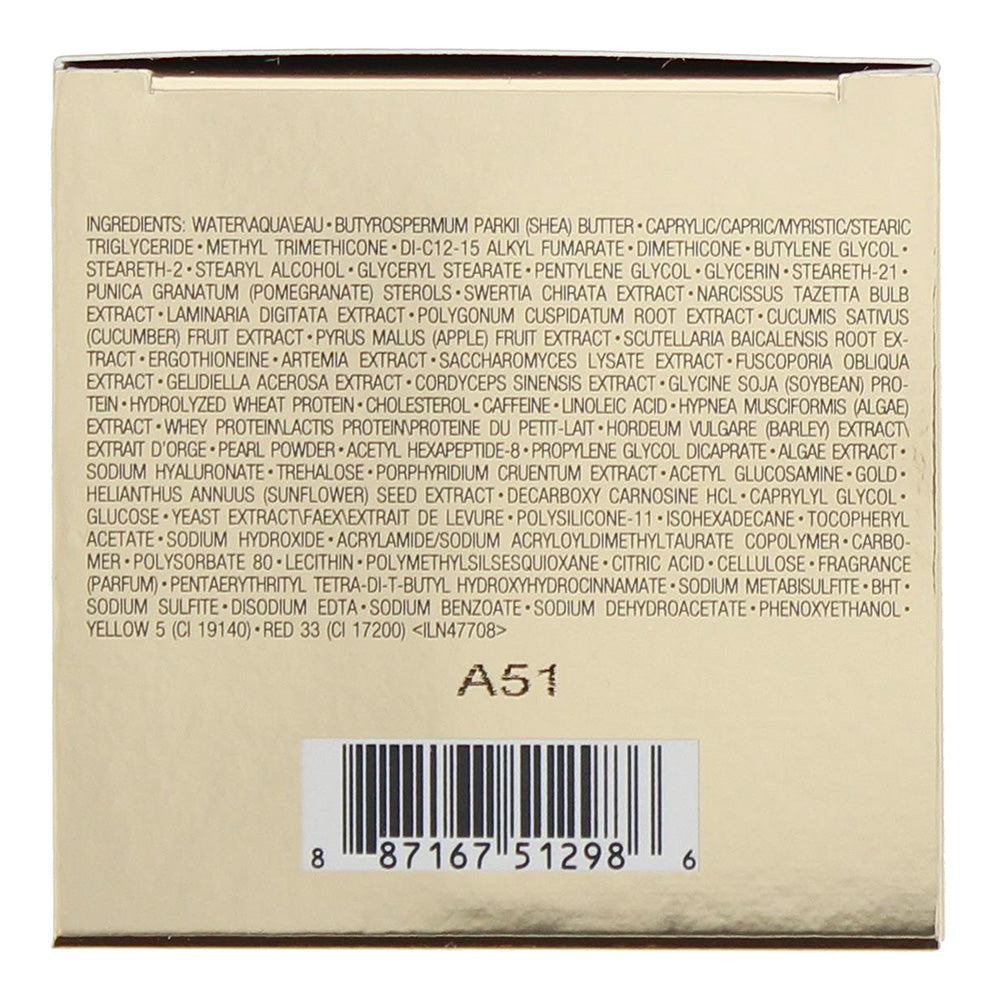 INGREDIENTS: WATER\AQUA\EAU • BUTYROSPERMUM PARKII (SHEA) BUTTER • CAPRYLIC/CAPRIC/MYRISTIC/STEARIC
TRIGLYCERIDE • METHYL TRIMETHICONE • DI-C12-15 ALKYL FUMARATE • DIMETHICONE • BUTYLENE GLYCOL •
STEARETH-2 • STEARYL ALCOHOL • GLYCERYL STEARATE • PENTYLENE GLYCOL • GLYCERIN • STEARETH-21 •
PUNICA GRANATUM (POMEGRANATE) STEROLS • SWERTIA CHIRATA EXTRACT • NARCISSUS TAZETTA BULB
EXTRACT • LAMINARIA DIGITATA EXTRACT • POLYGONUM CUSPIDATUM ROOT EXTRACT • CUCUMIS SATIVUS
(CUCUMBER) FRUIT EXTRACT • PYRUS MALUS (APPLE) FRUIT EXTRACT • SCUTELLARIA BAICALENSIS ROOT EX-
TRACT • ERGOTHIONEINE • ARTEMIA EXTRACT • SACCHAROMYCES LYSATE EXTRACT • FUSCOPORIA OBLIQUA
EXTRACT • GELIDIELLA ACEROSA EXTRACT • CORDYCEPS SINENSIS EXTRACT • GLYCINE SOJA (SOYBEAN) PRO-
TEIN • HYDROLYZED WHEAT PROTEIN • CHOLESTEROL • CAFFEINE • LINOLEIC ACID • HYPNEA MUSCIFORMIS (ALGAE)
EXTRACT • WHEY PROTEIN\LACTIS PROTEIN\PROTEINE DU PETIT-LAIT • HORDEUM VULGARE (BARLEY) EXTRACT\
EXTRAIT D'ORGE • PEARL POWDER • ACETYL HEXAPEPTIDE-8 • PROPYLENE GLYCOL DICAPRATE • ALGAE EXTRACT •
SODIUM HYALURONATE • TREHALOSE • PORPHYRIDIUM CRUENTUM EXTRACT • ACETYL GLUCOSAMINE • GOLD •
HELIANTHUS ANNUUS (SUNFLOWER) SEED EXTRACT • DECARBOXY CARNOSINE HCL • CAPRYLYL GLYCOL •
GLUCOSE • YEAST EXTRACT\FAEX\EXTRAIT DE LEVURE • POLYSILICONE-11 • ISOHEXADECANE • TOCOPHERYL
ACETATE • SODIUM HYDROXIDE • ACRYLAMIDE/SODIUM ACRYLOYLDIMETHYLTAURATE COPOLYMER • CARBO-
MER • POLYSORBATE 80 • LECITHIN • POLYMETHYLSILSESQUIOXANE • CITRIC ACID • CELLULOSE • FRAGRANCE
(PARFUM) • PENTAERYTHRITYL TETRA-DI-T-BUTYL HYDROXYHYDROCINNAMATE • SODIUM METABISULFITE • BHT •
SODIUM SULFITE • DISODIUM EDTA • SODIUM BENZOATE • SODIUM DEHYDROACETATE • PHENOXYETHANOL •
YELLOW 5 (CI 19140) • RED 33 (CI 17200) <ILN47708>
A51
8 87167 51298 6